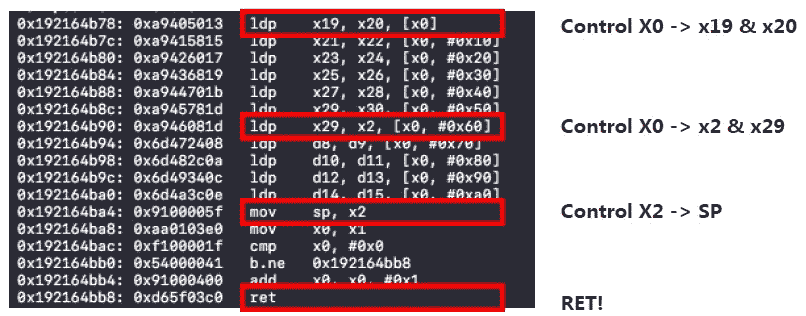 0x192164b78: 0xa9405013 ldp x19, x20, [x0] Control X0 -> x19 & x20
0x192164b7c: 0xa9415815 ldp x21, x22, [x0, #0x10]
0x192164b80: 0xa9426017 ldp x23, x24, [x0, #0x20]
0x192164b84: 0xa9436819 ldp x25, x26, [x0, #0x30]
0x192164b88: 0xa944701b ldp x27, x28, [x0, #0x40]
0x192164b8c: 0xa945781d ldp x29, x30, [x0, #0x50]
0x192164b90: 0xa946081d ldp x29, x2, [x0, #0x60] Control X0 -> x2 & x29
0x192164b94: 0x6d472408 ldp d8, d9, [x0, #0x70]
0x192164b98: 0x6d482c0a ldp d10, d11, [x0, #0x80]
0x192164b9c: 0x6d49340c ldp d12, d13, [x0, #0x90]
0x192164ba0: 0x6d4a3c0e ldp d14, d15, [x0, #0xa0]
0x192164ba4: 0x9100005f mov sp, x2 Control X2 -> SP
0x192164ba8: 0xaa0103e0 mov x0, x1
0x192164bac: 0xf100001f cmp x0, #0x0
0x192164bb0: 0x54000041 b.ne 0x192164bb8
0x192164bb4: 0x91000400 add x0, x0, #0x1
0x192164bb8: 0xd65f03c0 ret RET!